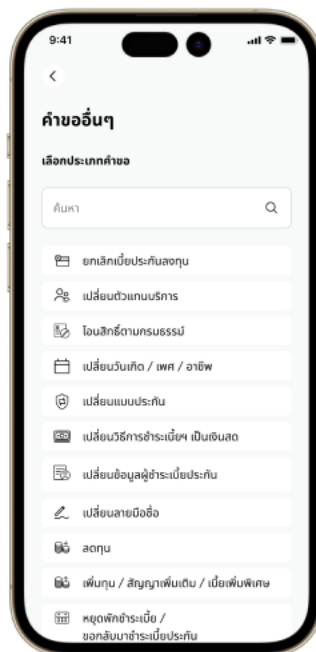 9:41
คำขออื่นๆ
เลือกประเภทคำขอ
ค้นหา
ยกเลิกเบี้ยประกันลงทุน
เปลี่ยนตัวแทนบริการ
โอนสิทธิ์ตามกรมธรรม์
เปลี่ยนวันเกิด / เพศ / อาชีพ
เปลี่ยนแบบประกัน
เปลี่ยนวิธีการชำระเบี้ยฯ เป็นเงินสด
เปลี่ยนข้อมูลผู้ชำระเบี้ยประกัน
เปลี่ยนลายมือชื่อ
ลดทุน
เพิ่มทุน / สัญญาเพิ่มเติม / เบี้ยเพิ่มพิเศษ
หยุดพักชำระเบี้ย /
ขอกลับมาชำระเบี้ยประกัน